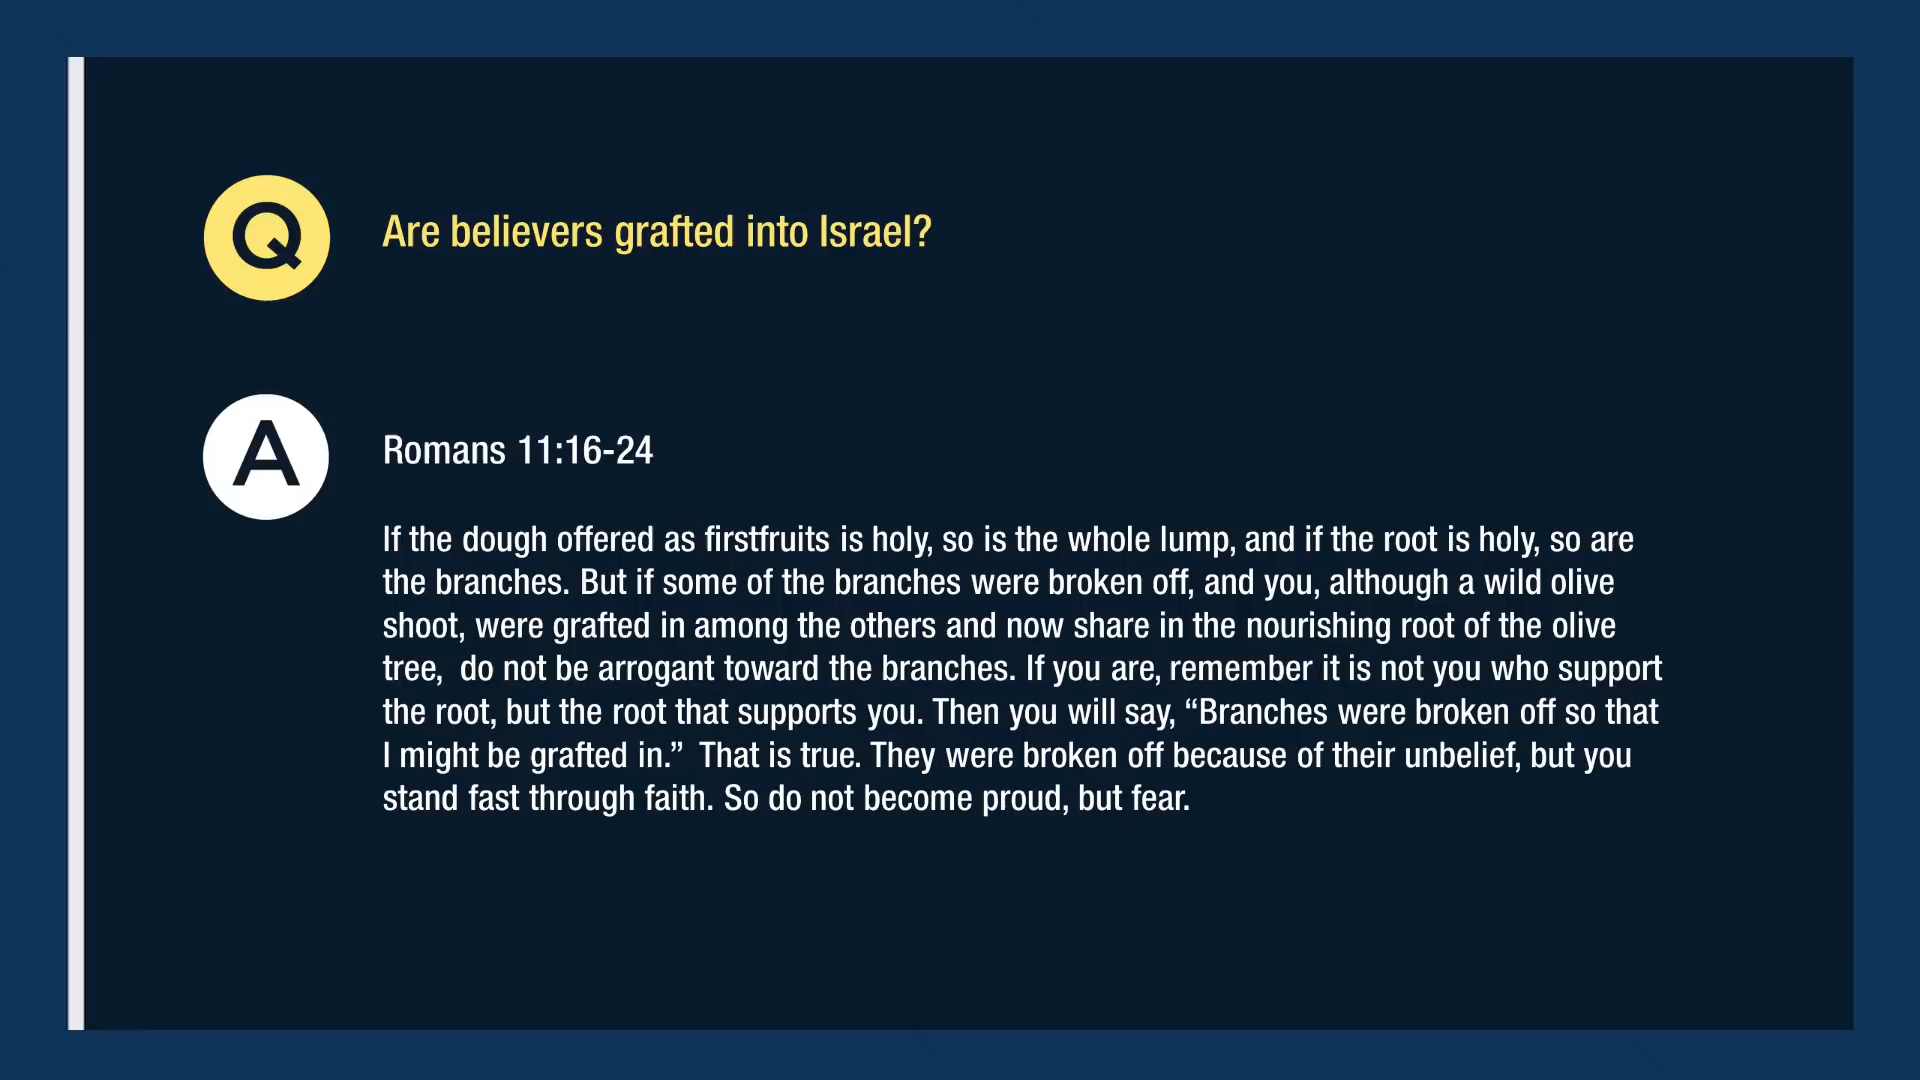 Q
Are believers grafted into Israel?
A
Romans 11:16-24
If the dough offered as firstfruits is holy, so is the whole lump, and if the root is holy, so are
the branches. But if some of the branches were broken off, and you, although a wild olive
shoot, were grafted in among the others and now share in the nourishing root of the olive
tree,  do not be arrogant toward the branches. If you are, remember it is not you who support
the root, but the root that supports you. Then you will say, “Branches were broken off so that
I might be grafted in.”  That is true. They were broken off because of their unbelief, but you
stand fast through faith. So do not become proud, but fear.